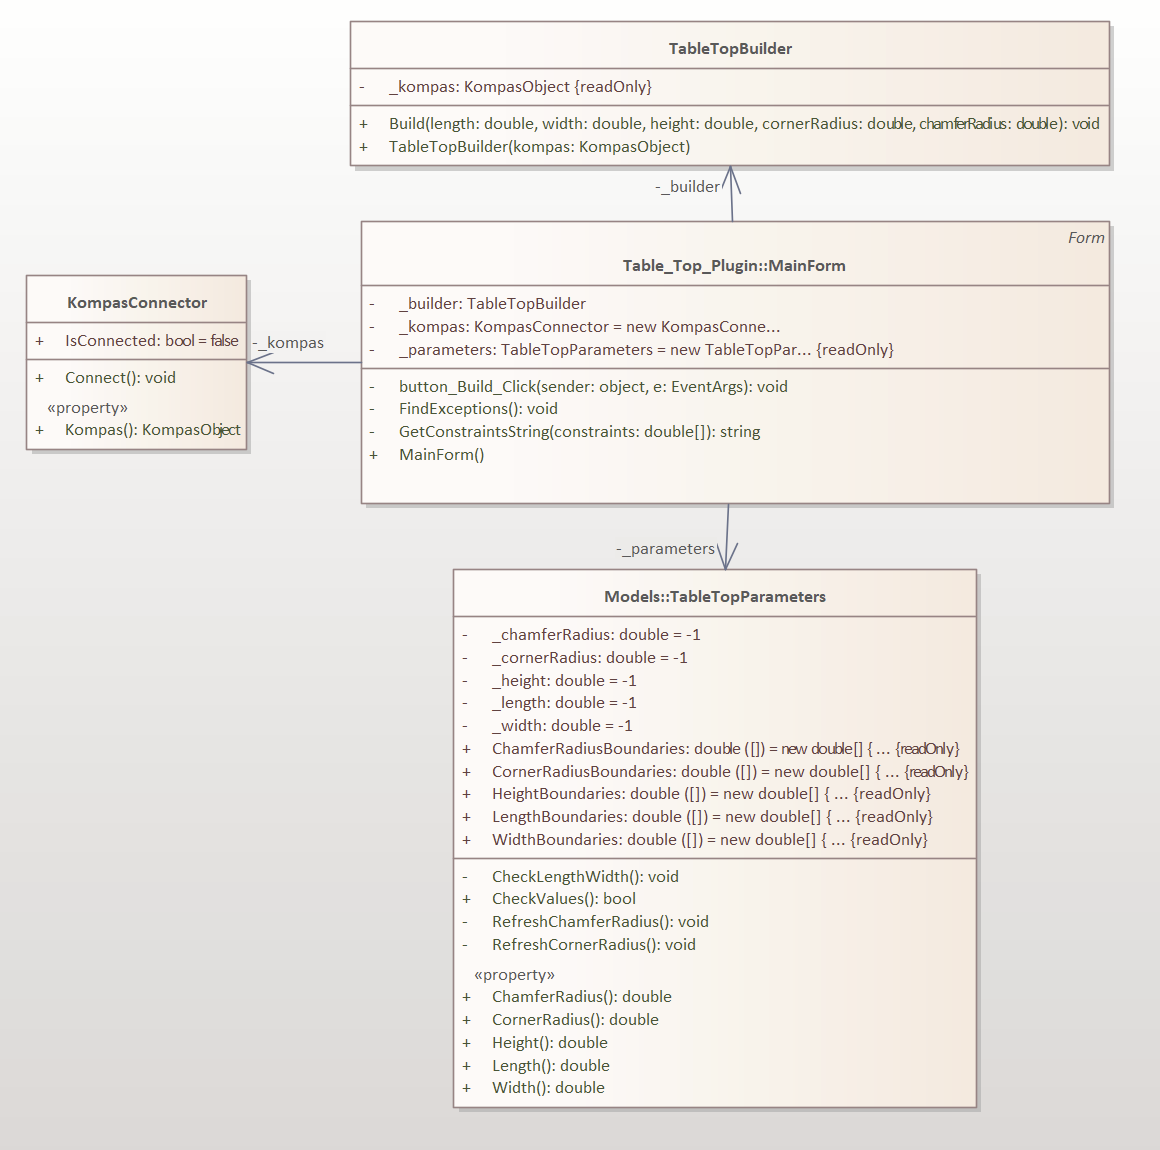 TableTopBuilder
- _kompas: KompasObject {readOnly}
+ Build(length: double, width: double, height: double, cornerRadius: double, chamferRadius: double): void
+ TableTopBuilder(kompas: KompasObject)
-_builder
Form
Table_Top_Plugin::MainForm
- _builder: TableTopBuilder
- _kompas: KompasConnector = new KompasConne...
- _parameters: TableTopParameters = new TableTopPar... {readOnly}
- button_Build_Click(sender: object, e: EventArgs): void
- FindExceptions(): void
- GetConstraintsString(constraints: double[]): string
+ MainForm()
KompasConnector
+ IsConnected: bool = false
+ Connect(): void
«property»
+ Kompas(): KompasObject
-_kompas
-_parameters
Models::TableTopParameters
- _chamferRadius: double = -1
- _cornerRadius: double = -1
- _height: double = -1
- _length: double = -1
- _width: double = -1
+ ChamferRadiusBoundaries: double ([]) = new double[] { ... {readOnly}
+ CornerRadiusBoundaries: double ([]) = new double[] { ... {readOnly}
+ HeightBoundaries: double ([]) = new double[] { ... {readOnly}
+ LengthBoundaries: double ([]) = new double[] { ... {readOnly}
+ WidthBoundaries: double ([]) = new double[] { ... {readOnly}
- CheckLengthWidth(): void
+ CheckValues(): bool
- RefreshChamferRadius(): void
- RefreshCornerRadius(): void
«property»
+ ChamferRadius(): double
+ CornerRadius(): double
+ Height(): double
+ Length(): double
+ Width(): double